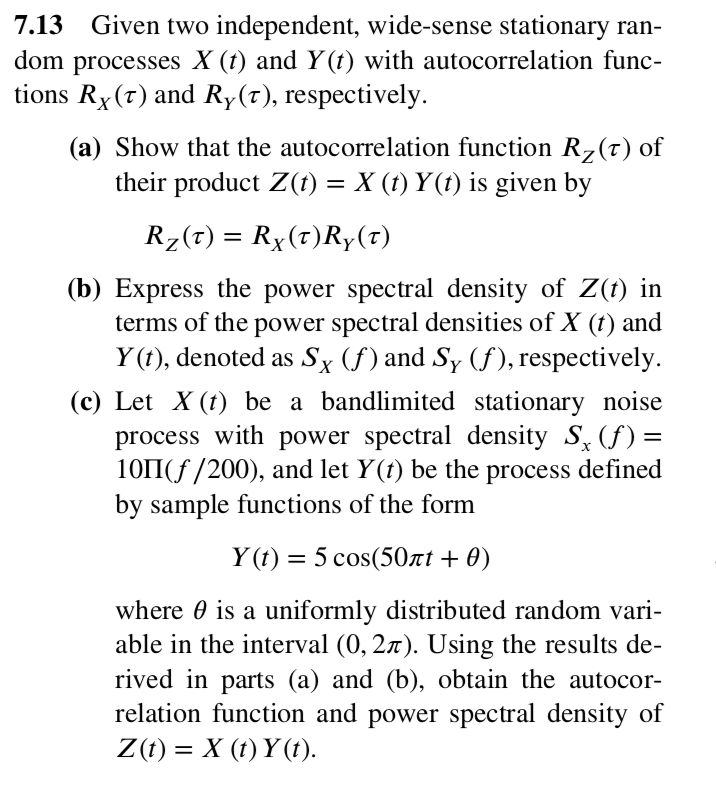 7.13 Given two independent, wide-sense stationary ran-
dom processes X (t) and Y(t) with autocorrelation func-
tions R_X(τ) and R_Y(τ), respectively.
(a) Show that the autocorrelation function R_Z(τ) of
their product Z(t) = X (t) Y(t) is given by
R_Z(τ) = R_X(τ)R_Y(τ)
(b) Express the power spectral density of Z(t) in
terms of the power spectral densities of X (t) and
Y(t), denoted as S_X (f) and S_Y (f), respectively.
(c) Let X (t) be a bandlimited stationary noise
process with power spectral density S_x (f) =
10Π(f/200), and let Y(t) be the process defined
by sample functions of the form
Y(t) = 5 cos(50πt + θ)
where θ is a uniformly distributed random vari-
able in the interval (0, 2π). Using the results de-
rived in parts (a) and (b), obtain the autocor-
relation function and power spectral density of
Z(t) = X (t) Y(t).